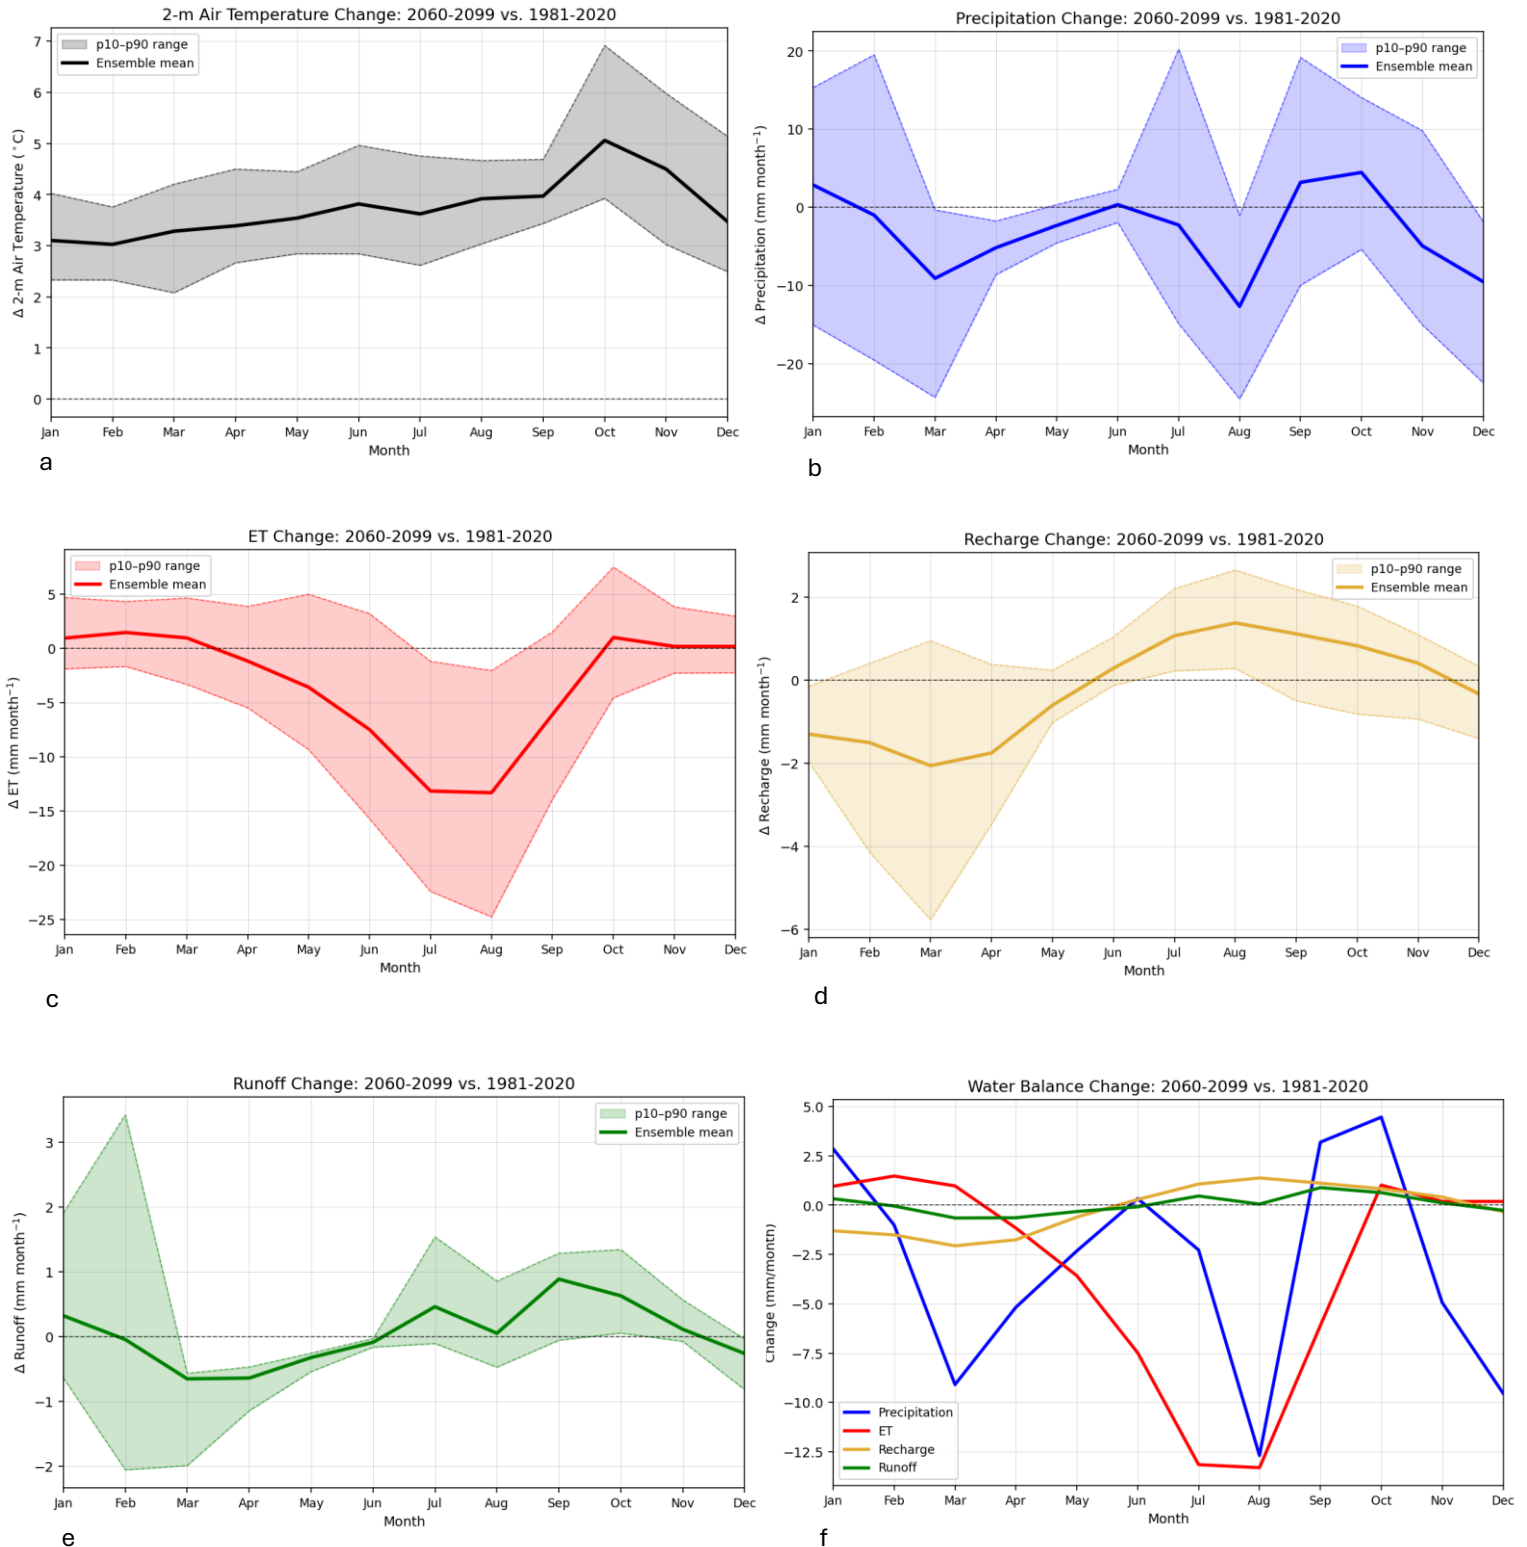 2-m Air Temperature Change: 2060-2099 vs. 1981-2020
p10–p90 range
Ensemble mean
Δ 2-m Air Temperature (°C)
7
6
5
4
3
2
1
0
Jan Feb Mar Apr May Jun Jul Aug Sep Oct Nov Dec
Month
a
Precipitation Change: 2060-2099 vs. 1981-2020
p10–p90 range
Ensemble mean
Δ Precipitation (mm month⁻¹)
20
10
0
−10
−20
Jan Feb Mar Apr May Jun Jul Aug Sep Oct Nov Dec
Month
b
ET Change: 2060-2099 vs. 1981-2020
p10–p90 range
Ensemble mean
Δ ET (mm month⁻¹)
5
0
−5
−10
−15
−20
−25
Jan Feb Mar Apr May Jun Jul Aug Sep Oct Nov Dec
Month
c
Recharge Change: 2060-2099 vs. 1981-2020
p10–p90 range
Ensemble mean
Δ Recharge (mm month⁻¹)
2
0
−2
−4
−6
Jan Feb Mar Apr May Jun Jul Aug Sep Oct Nov Dec
Month
d
Runoff Change: 2060-2099 vs. 1981-2020
p10–p90 range
Ensemble mean
Δ Runoff (mm month⁻¹)
3
2
1
0
−1
−2
Jan Feb Mar Apr May Jun Jul Aug Sep Oct Nov Dec
Month
e
Water Balance Change: 2060-2099 vs. 1981-2020
Change (mm/month)
5.0
2.5
0.0
−2.5
−5.0
−7.5
−10.0
−12.5
Precipitation
ET
Recharge
Runoff
Jan Feb Mar Apr May Jun Jul Aug Sep Oct Nov Dec
Month
f